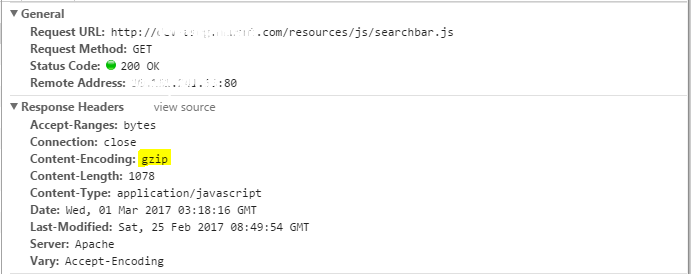 General
Request URL: http:// .com/resources/js/searchbar.js
Request Method: GET
Status Code: 200 OK
Remote Address: :80
Response Headers view source
Accept-Ranges: bytes
Connection: close
Content-Encoding: gzip
Content-Length: 1078
Content-Type: application/javascript
Date: Wed, 01 Mar 2017 03:18:16 GMT
Last-Modified: Sat, 25 Feb 2017 08:49:54 GMT
Server: Apache
Vary: Accept-Encoding